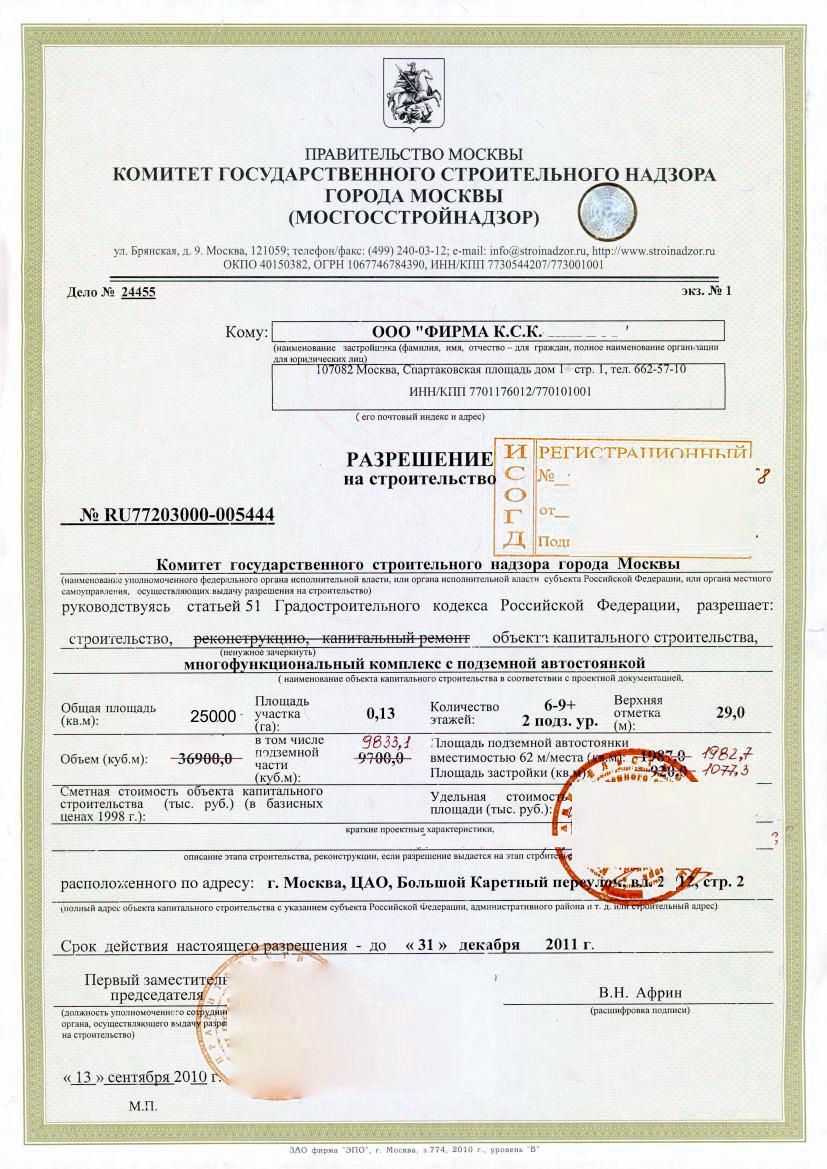 ПРАВИТЕЛЬСТВО МОСКВЫ
КОМИТЕТ ГОСУДАРСТВЕННОГО СТРОИТЕЛЬНОГО НАДЗОРА
ГОРОДА МОСКВЫ
(МОСГОССТРОЙНАДЗОР)
ул. Брянская, д. 9. Москва, 121059; телефон/факс: (499) 240-03-12; e-mail: info@stroinadzor.ru, http://www.stroinadzor.ru
ОКПО 40150382, ОГРН 1067746784390, ИНН/КПП 7730544207/773001001
Дело № 24455 экз. № 1
Кому: ООО "ФИРМА К.С.К.
(наименование застройщика (фамилия, имя, отчество – для граждан, полное наименование организации
для юридических лиц)
107082 Москва, Спартаковская площадь дом 1 стр. 1, тел. 662-57-10
ИНН/КПП 7701176012/770101001
( его почтовый индекс и адрес)
РАЗРЕШЕНИЕ
на строительство
ИСОГД
РЕГИСТРАЦИОННЫЙ
№ 8
от
№ RU77203000-005444
Комитет государственного строительного надзора города Москвы
(наименование уполномоченного федерального органа исполнительной власти, или органа исполнительной власти субъекта Российской Федерации, или органа местного
самоуправления, осуществляющих выдачу разрешения на строительство)
руководствуясь статьей 51 Градостроительного кодекса Российской Федерации, разрешает:
строительство, реконструкцию, капитальный ремонт объекта капитального строительства,
(ненужное зачеркнуть)
многофункциональный комплекс с подземной автостоянкой
( наименование объекта капитального строительства в соответствии с проектной документацией,
Общая площадь (кв.м): 25000 Площадь участка (га): 0,13 Количество этажей: 6-9+ 2 подз. ур. Верхняя отметка (м): 29,0
Объем (куб.м): 36900,0 в том числе подземной части (куб.м) 9833,1 9700,0 Площадь подземной автостоянки вместимостью 62 м/места (кв.м): 1987,0 1982,7
Площадь застройки (кв.м) 920,9 1077,3
Сметная стоимость объекта капитального строительства (тыс. руб.) (в базисных ценах 1998 г.): Удельная стоимость площади (тыс. руб.):
краткие проектные характеристики,
описание этапа строительства, реконструкции, если разрешение выдается на этап строительс
расположенного по адресу: г. Москва, ЦАО, Большой Каретный переулок, вл. 2 12, стр. 2
(полный адрес объекта капитального строительства с указанием субъекта Российской Федерации, административного района и т. д. или строительный адрес)
Срок действия настоящего разрешения - до « 31 » декабря 2011 г.
Первый заместитель
председателя
В.Н. Африн
(должность уполномоченного сотрудни
органа, осуществляющего выдачу разре
на строительство)
(расшифровка подписи)
« 13 » сентября 2010 г.
М.П.
ЗАО фирма "ЭПО", г. Москва, з.774, 2010 г., уровень "В"